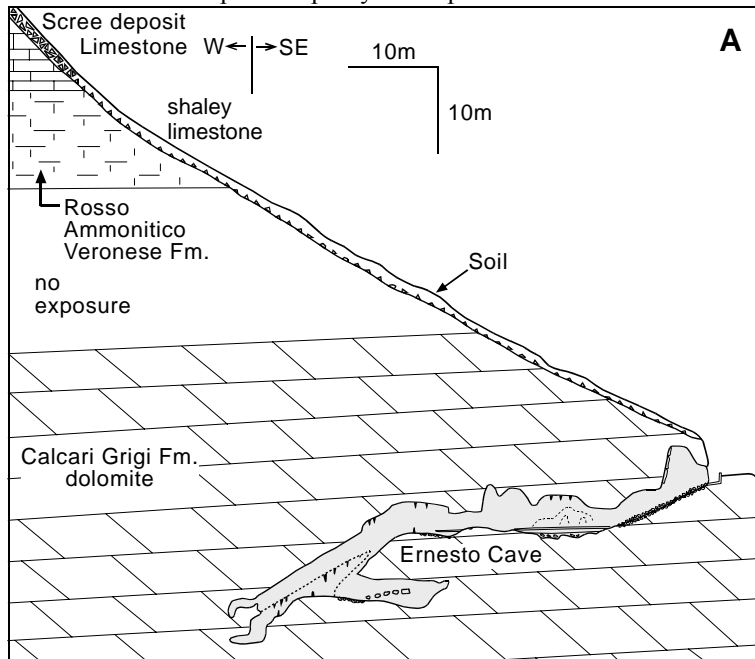 Scree deposit
Limestone
W SE
10m
A
shaley
limestone
10m
Rosso
Ammonitico
Veronese Fm.
no
exposure
Soil
Calcari Grigi Fm.
dolomite
Ernesto Cave